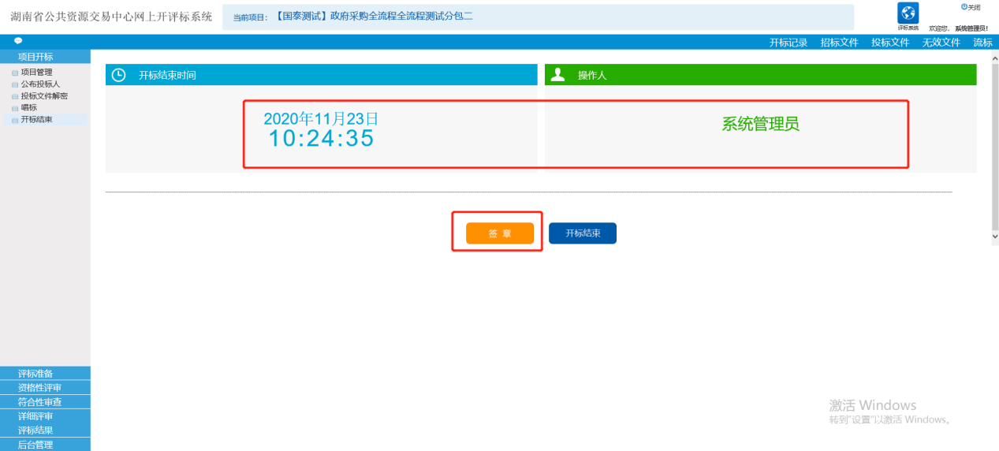 湖南省公共资源交易中心网上开评标系统
当前项目：【国泰测试】政府采购全流程全流程测试分包二
关闭
评标系统
欢迎您，系统管理员！
开标记录 招标文件 投标文件 无效文件 流标
项目开标
项目管理
公布投标人
投标文件解密
唱标
开标结束
开标结束时间
操作人
2020年11月23日
10:24:35
系统管理员
签 章
开标结束
评标准备
资格性评审
符合性审查
详细评审
评标结果
后台管理
激活 Windows
转到"设置"以激活 Windows。